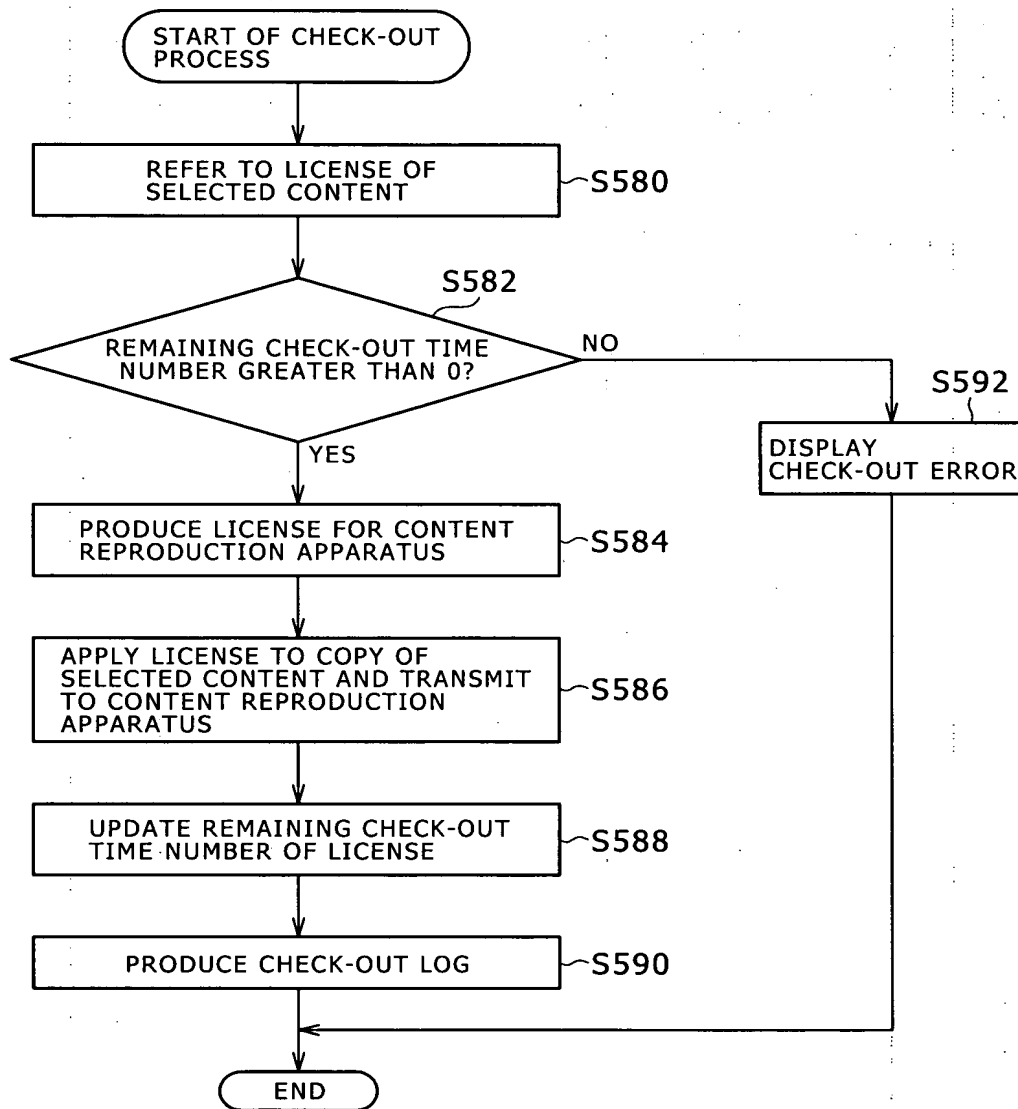 START OF CHECK-OUT
PROCESS
REFER TO LICENSE OF
SELECTED CONTENT
S580
S582
REMAINING CHECK-OUT TIME
NUMBER GREATER THAN 0?
NO
YES
S592
DISPLAY
CHECK-OUT ERROR
PRODUCE LICENSE FOR CONTENT
REPRODUCTION APPARATUS
S584
APPLY LICENSE TO COPY OF
SELECTED CONTENT AND TRANSMIT
TO CONTENT REPRODUCTION
APPARATUS
S586
UPDATE REMAINING CHECK-OUT
TIME NUMBER OF LICENSE
S588
PRODUCE CHECK-OUT LOG
S590
END